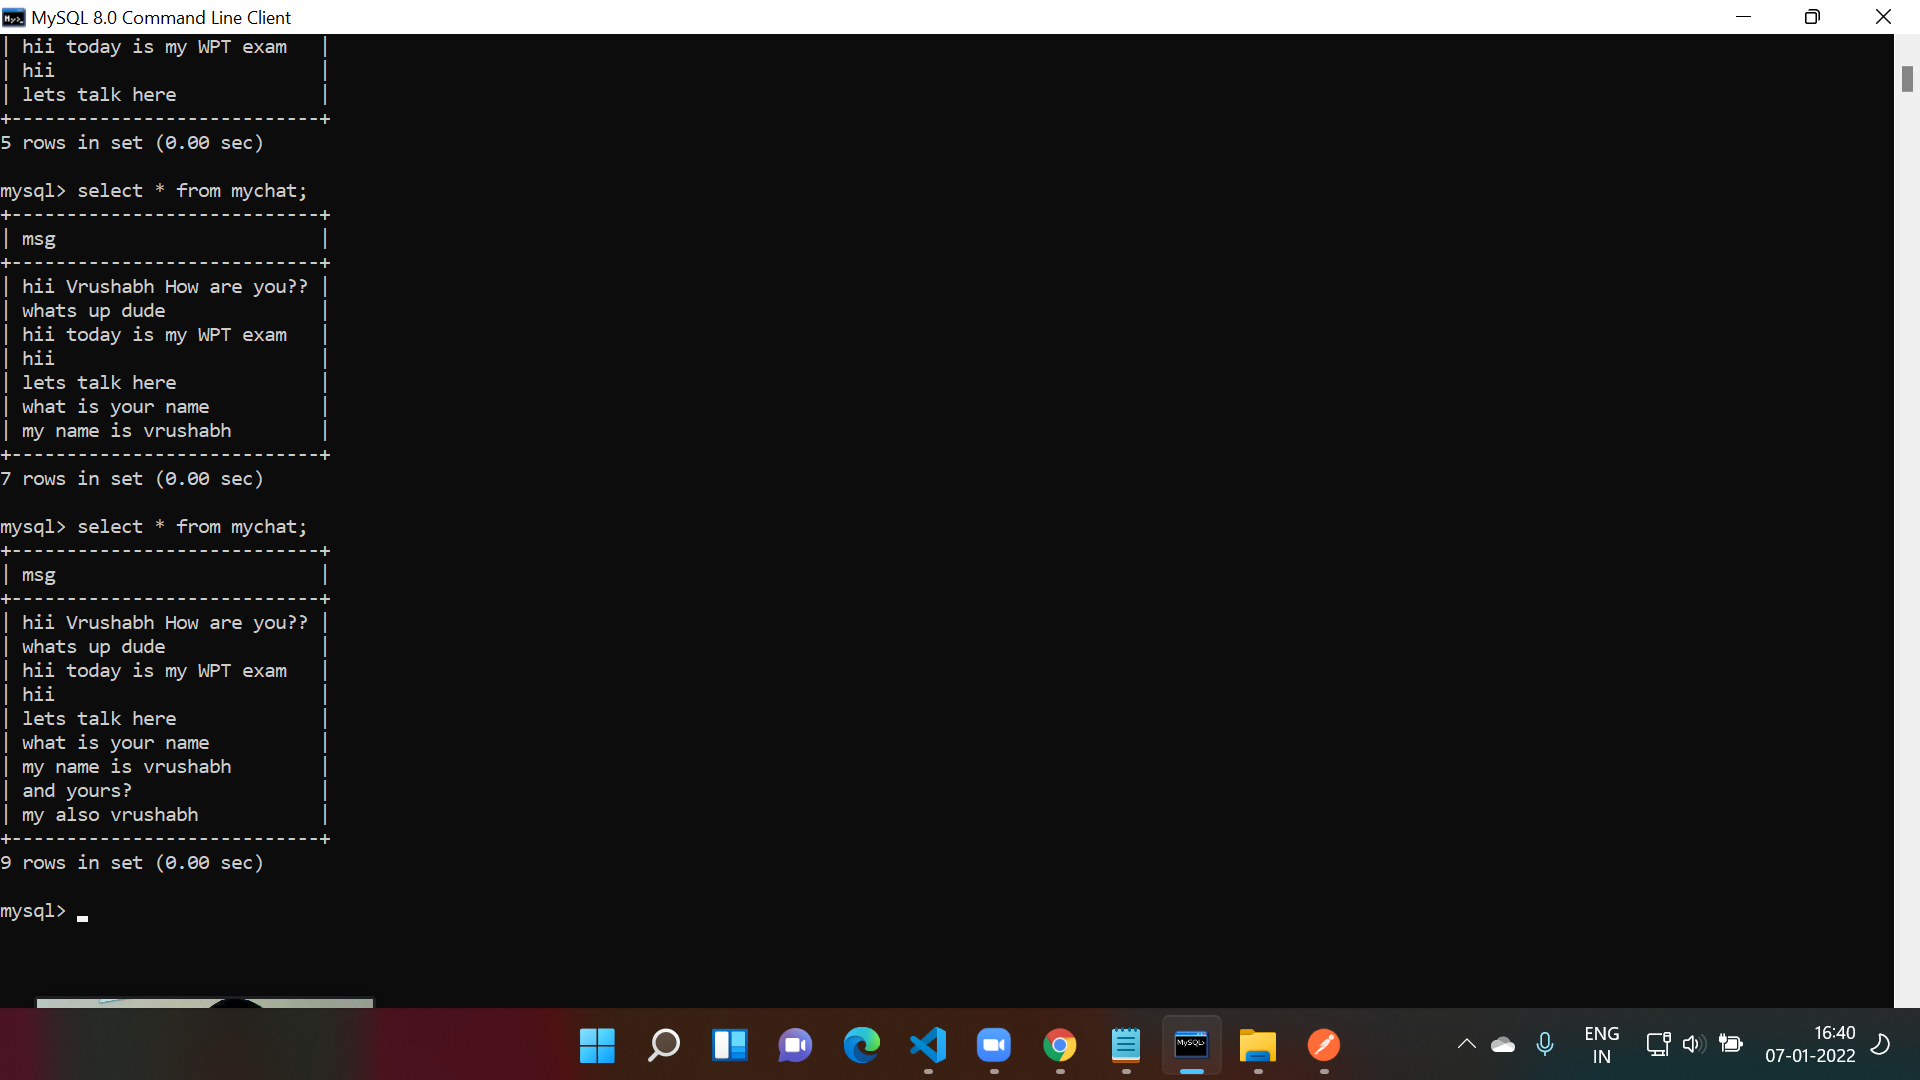 MySQL 8.0 Command Line Client
| hii today is my WPT exam   |
| hii                        |
| lets talk here             |
+----------------------------+
5 rows in set (0.00 sec)
mysql> select * from mychat;
+----------------------------+
| msg                        |
+----------------------------+
| hii Vrushabh How are you?? |
| whats up dude              |
| hii today is my WPT exam   |
| hii                        |
| lets talk here             |
| what is your name          |
| my name is vrushabh        |
+----------------------------+
7 rows in set (0.00 sec)
mysql> select * from mychat;
+----------------------------+
| msg                        |
+----------------------------+
| hii Vrushabh How are you?? |
| whats up dude              |
| hii today is my WPT exam   |
| hii                        |
| lets talk here             |
| what is your name          |
| my name is vrushabh        |
| and yours?                 |
| my also vrushabh           |
+----------------------------+
9 rows in set (0.00 sec)
mysql> _
MySQL>
ENG
IN
16:40
07-01-2022